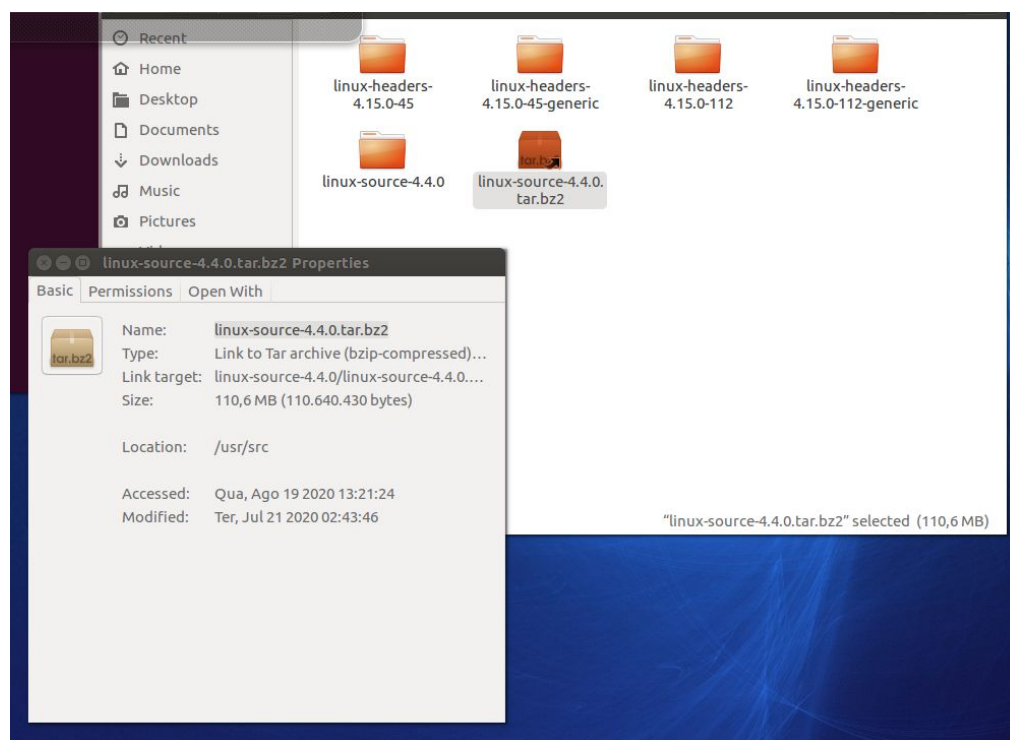 Recent
Home
Desktop
Documents
Downloads
Music
Pictures
linux-headers-
4.15.0-45
linux-headers-
4.15.0-45-generic
linux-headers-
4.15.0-112
linux-headers-
4.15.0-112-generic
linux-source-4.4.0
tar.bz2
linux-source-4.4.0.
tar.bz2
linux-source-4.4.0.tar.bz2 Properties
Basic Permissions Open With
tar.bz2
Name: linux-source-4.4.0.tar.bz2
Type: Link to Tar archive (bzip-compressed)...
Link target: linux-source-4.4.0/linux-source-4.4.0....
Size: 110,6 MB (110.640.430 bytes)
Location: /usr/src
Accessed: Qua, Ago 19 2020 13:21:24
Modified: Ter, Jul 21 2020 02:43:46
"linux-source-4.4.0.tar.bz2" selected (110,6 MB)